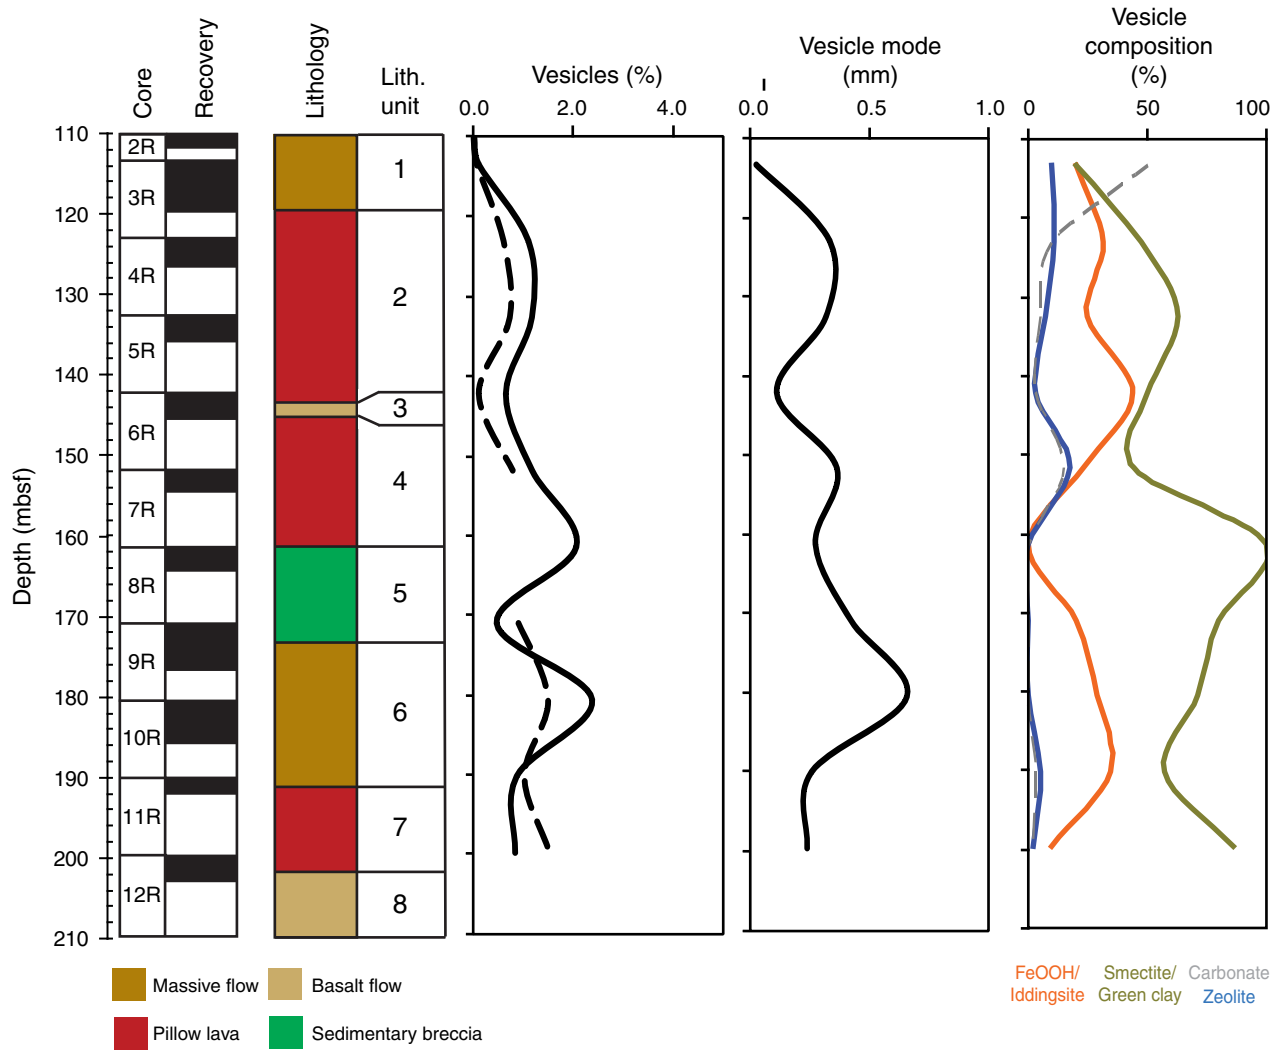 Core
Recovery
Lithology
Lith.
unit
Vesicles (%)
0.0 2.0 4.0
Vesicle mode
(mm)
0.0 0.5 1.0
Vesicle
composition
(%)
0 50 100
Depth (mbsf)
110
120
130
140
150
160
170
180
190
200
210
2R
3R
4R
5R
6R
7R
8R
9R
10R
11R
12R
1
2
3
4
5
6
7
8
Massive flow
Basalt flow
Pillow lava
Sedimentary breccia
FeOOH/
Iddingsite
Smectite/
Green clay
Carbonate
Zeolite